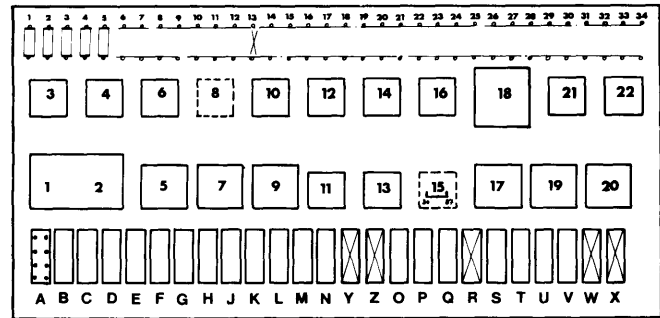 1 2 3 4 5 6 7 8 9 10 11 12 13 14 15 16 17 18 19 20 21 22 23 24 25 26 27 28 29 30 31 32 33 34
3 4 6 8 10 12 14 16 18 21 22
1 2 5 7 9 11 13 15 17 19 20
A B C D E F G H J K L M N Y Z O P Q R S T U V W X